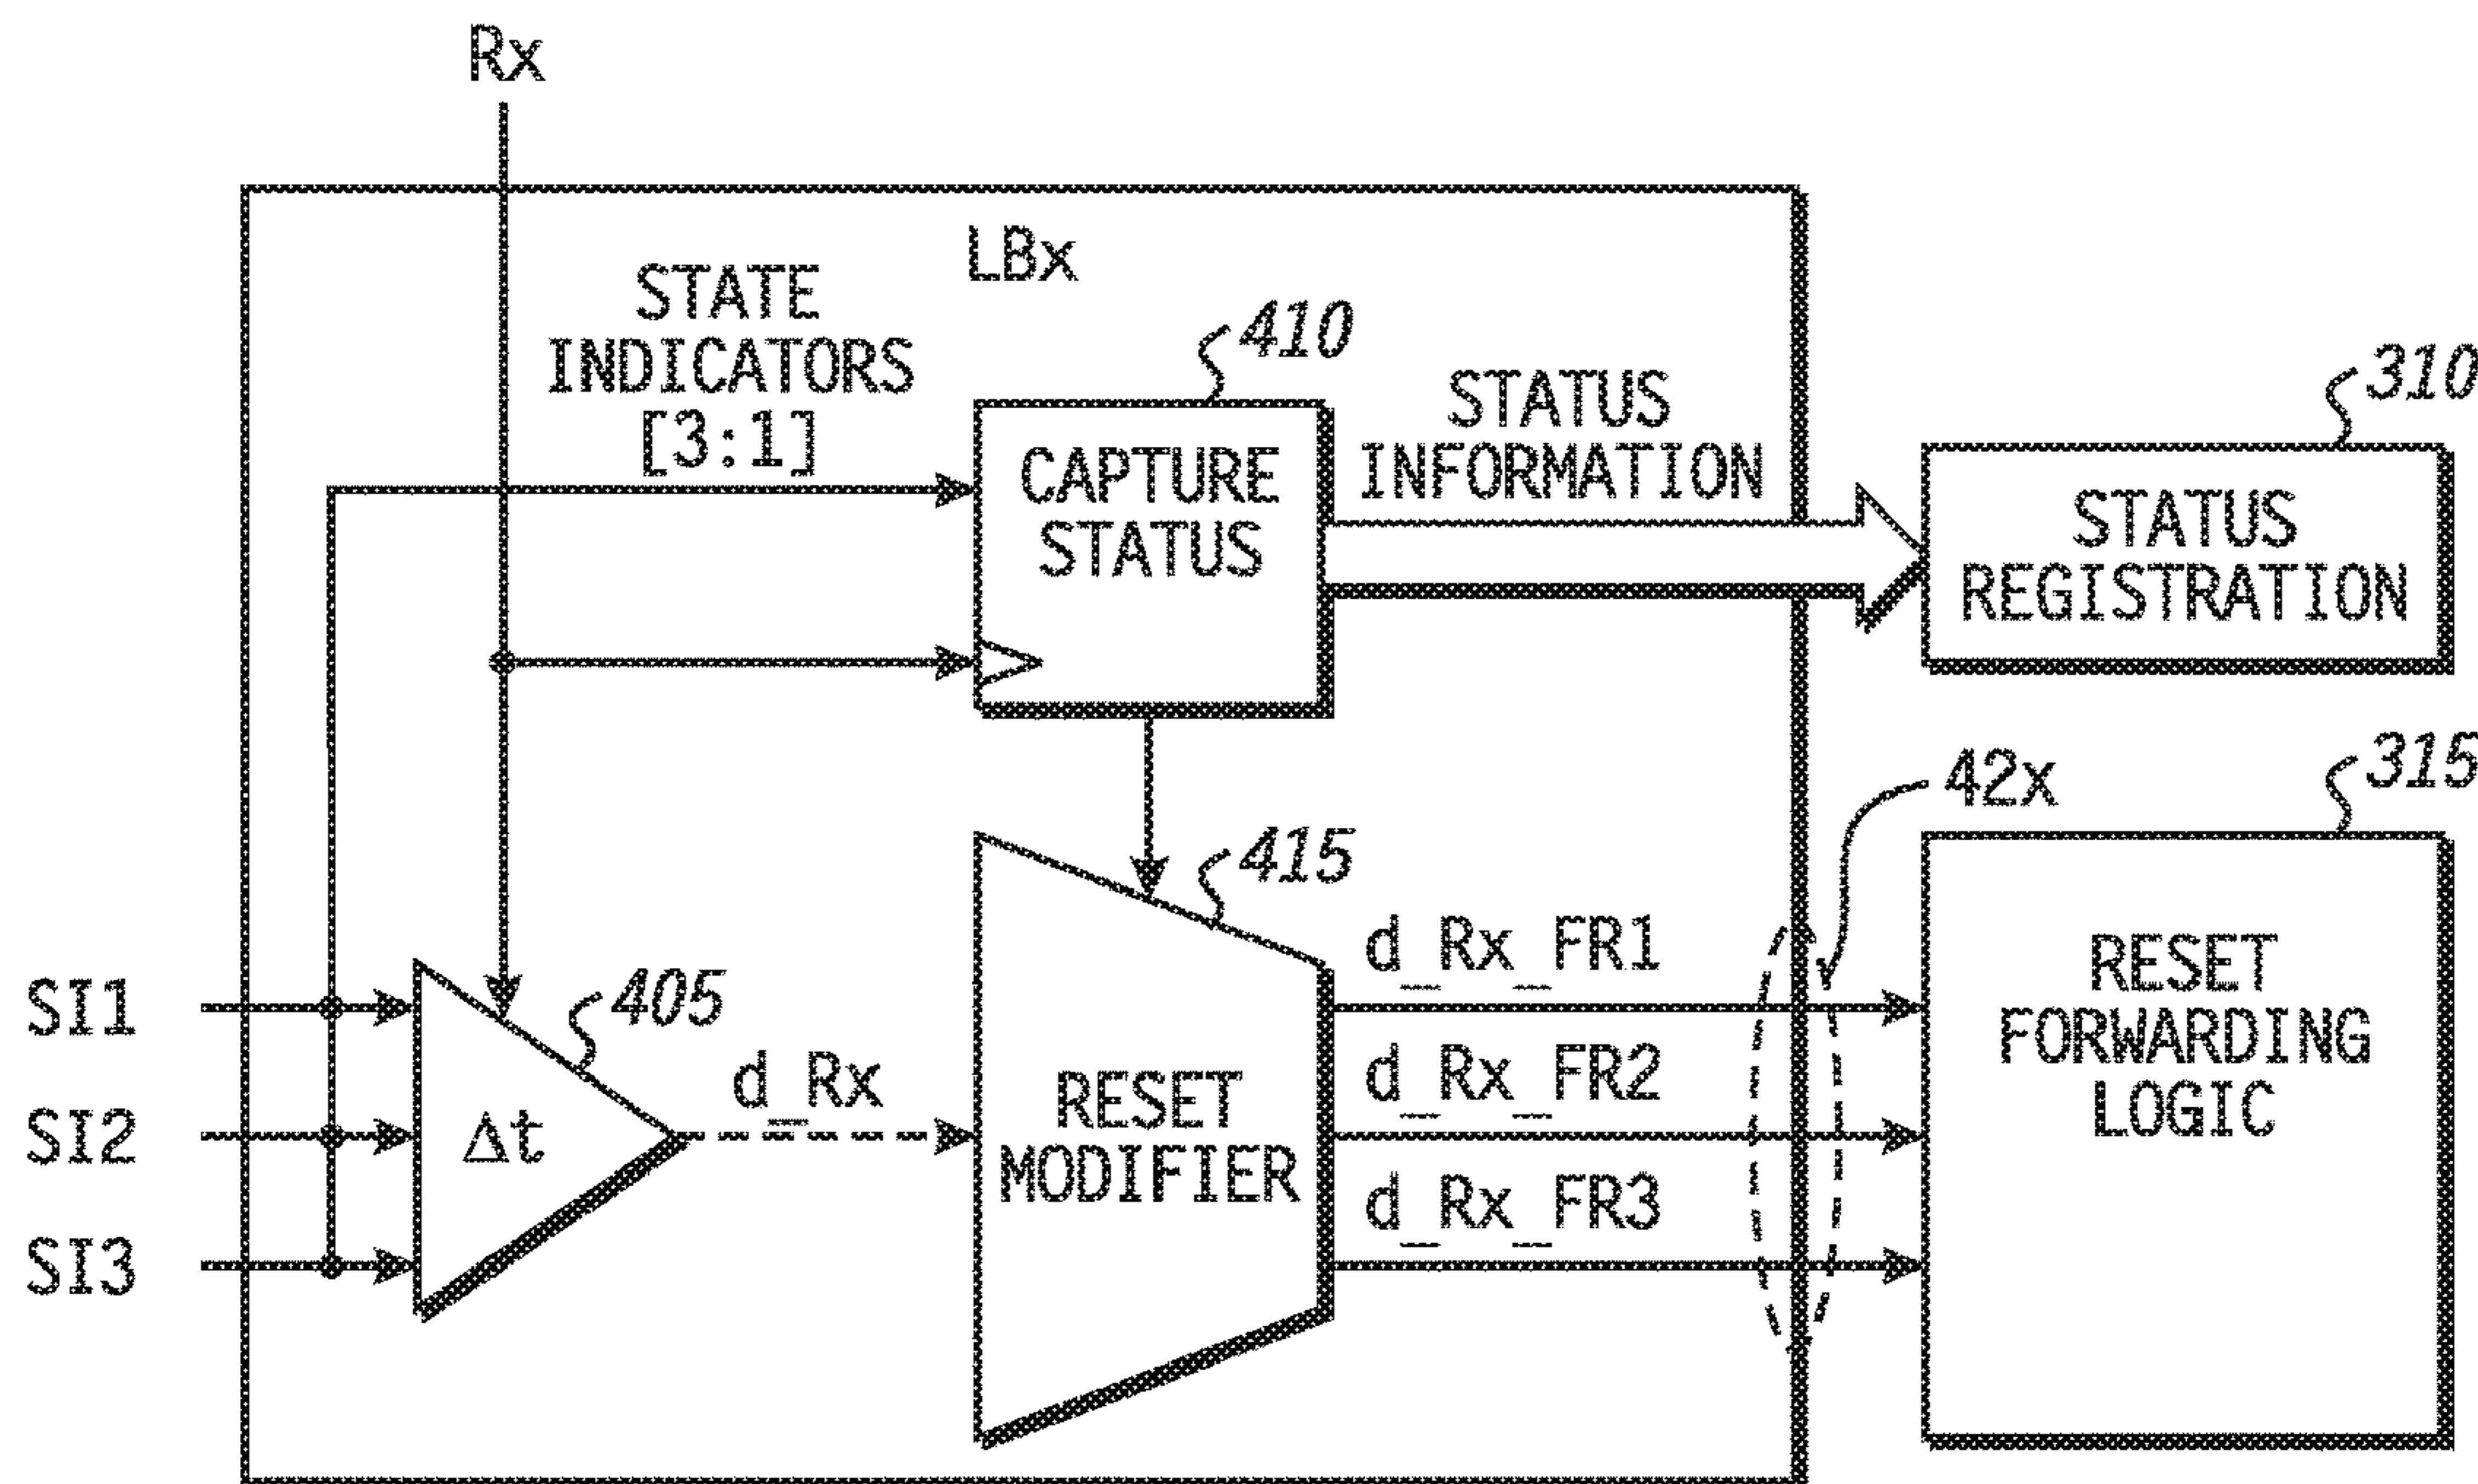 Rx
LBx
STATE
INDICATORS
[3:1]
410
CAPTURE
STATUS
STATUS
INFORMATION
310
STATUS
REGISTRATION
42x
315
415
RESET
FORWARDING
LOGIC
d_Rx_FR1
SI1
405
d_Rx
d_Rx_FR2
RESET
MODIFIER
SI2
Δt
d_Rx_FR3
SI3